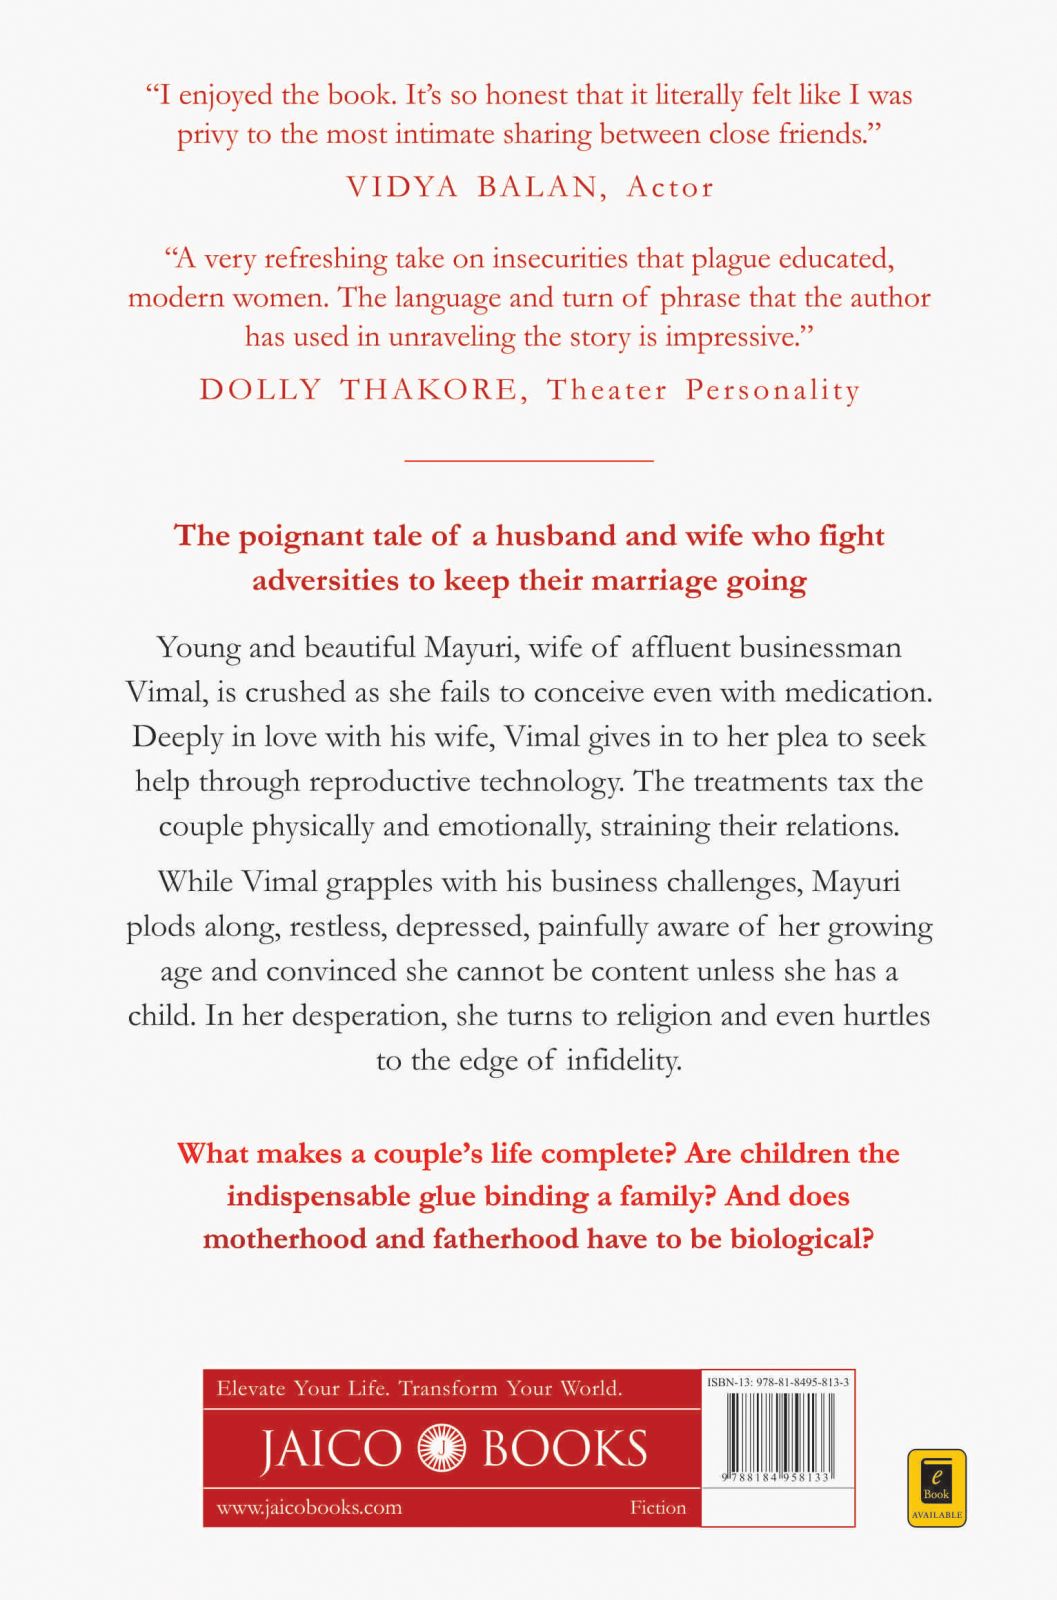 “I enjoyed the book. It’s so honest that it literally felt like I was
privy to the most intimate sharing between close friends.”
VIDYA BALAN, Actor
“A very refreshing take on insecurities that plague educated,
modern women. The language and turn of phrase that the author
has used in unraveling the story is impressive.”
DOLLY THAKORE, Theater Personality
The poignant tale of a husband and wife who fight
adversities to keep their marriage going
Young and beautiful Mayuri, wife of affluent businessman
Vimal, is crushed as she fails to conceive even with medication.
Deeply in love with his wife, Vimal gives in to her plea to seek
help through reproductive technology. The treatments tax the
couple physically and emotionally, straining their relations.
While Vimal grapples with his business challenges, Mayuri
plods along, restless, depressed, painfully aware of her growing
age and convinced she cannot be content unless she has a
child. In her desperation, she turns to religion and even hurtles
to the edge of infidelity.
What makes a couple’s life complete? Are children the
indispensable glue binding a family? And does
motherhood and fatherhood have to be biological?
Elevate Your Life. Transform Your World.
JAICO J BOOKS
www.jaicobooks.com
Fiction
ISBN-13: 978-81-8495-813-3
9 788184 958133
e
Book
AVAILABLE